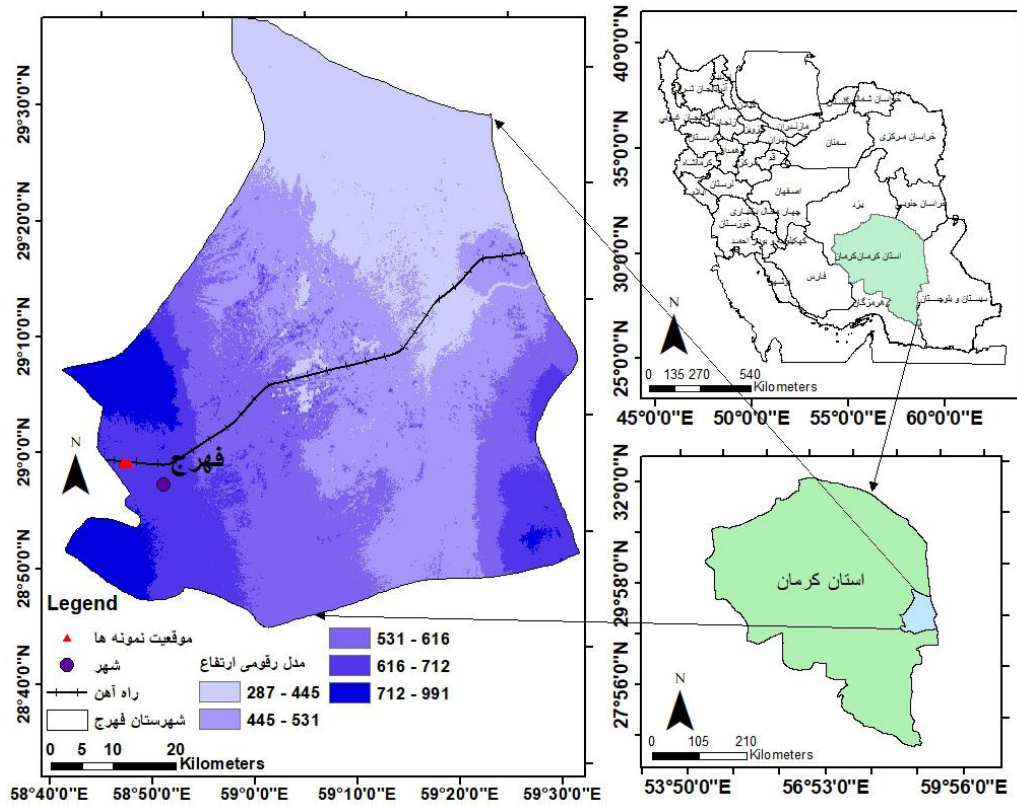 29°30'0"N
29°20'0"N
29°10'0"N
29°0'0"N
28°50'0"N
28°40'0"N
N
فهرج
Legend
موقعیت نمونه ها
شهر
راه آهن
شهرستان فهرج
مدل رقومی ارتفاع
287 - 445
445 - 531
531 - 616
616 - 712
712 - 991
0 5 10 20
Kilometers
58°40'0"E 58°50'0"E 59°0'0"E 59°10'0"E 59°20'0"E 59°30'0"E
40°0'0"N
35°0'0"N
30°0'0"N
25°0'0"N
خراسان مرکزی
مازندران
سمنان
قم
کرمانشاه
لرستان
اصفهان
یزد
خراسان جنوبی
خوزستان
استان کرمان
کرمان
فارس
هرمزگان
N
0 135 270 540
Kilometers
45°0'0"E 50°0'0"E 55°0'0"E 60°0'0"E
32°0'0"N
29°58'0"N
27°56'0"N
استان کرمان
N
0 105 210
Kilometers
53°50'0"E 56°53'0"E 59°56'0"E